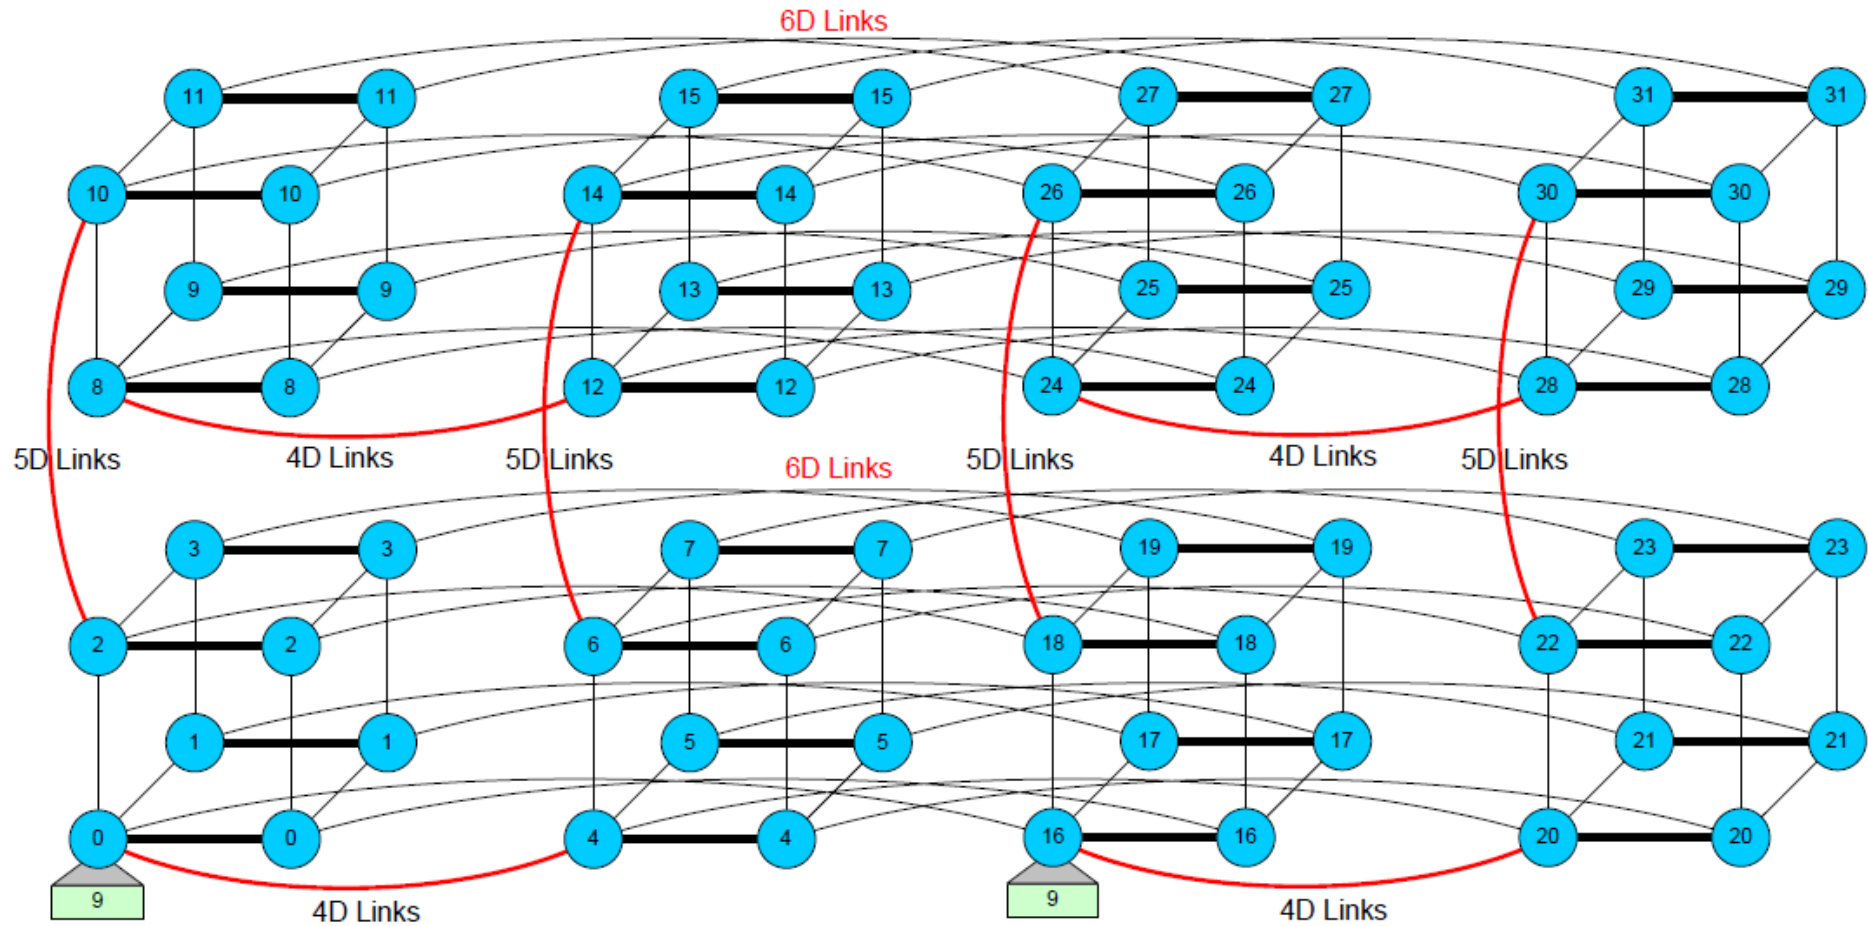 6D Links
11 11 15 15 27 27 31 31
10 10 14 14 26 26 30 30
9 9 13 13 25 25 29 29
8 8 12 12 24 24 28 28
5D Links 4D Links 5D Links 6D Links 5D Links 4D Links 5D Links
3 3 7 7 19 19 23 23
2 2 6 6 18 18 22 22
1 1 5 5 17 17 21 21
0 0 4 4 16 16 20 20
9 9
4D Links 4D Links